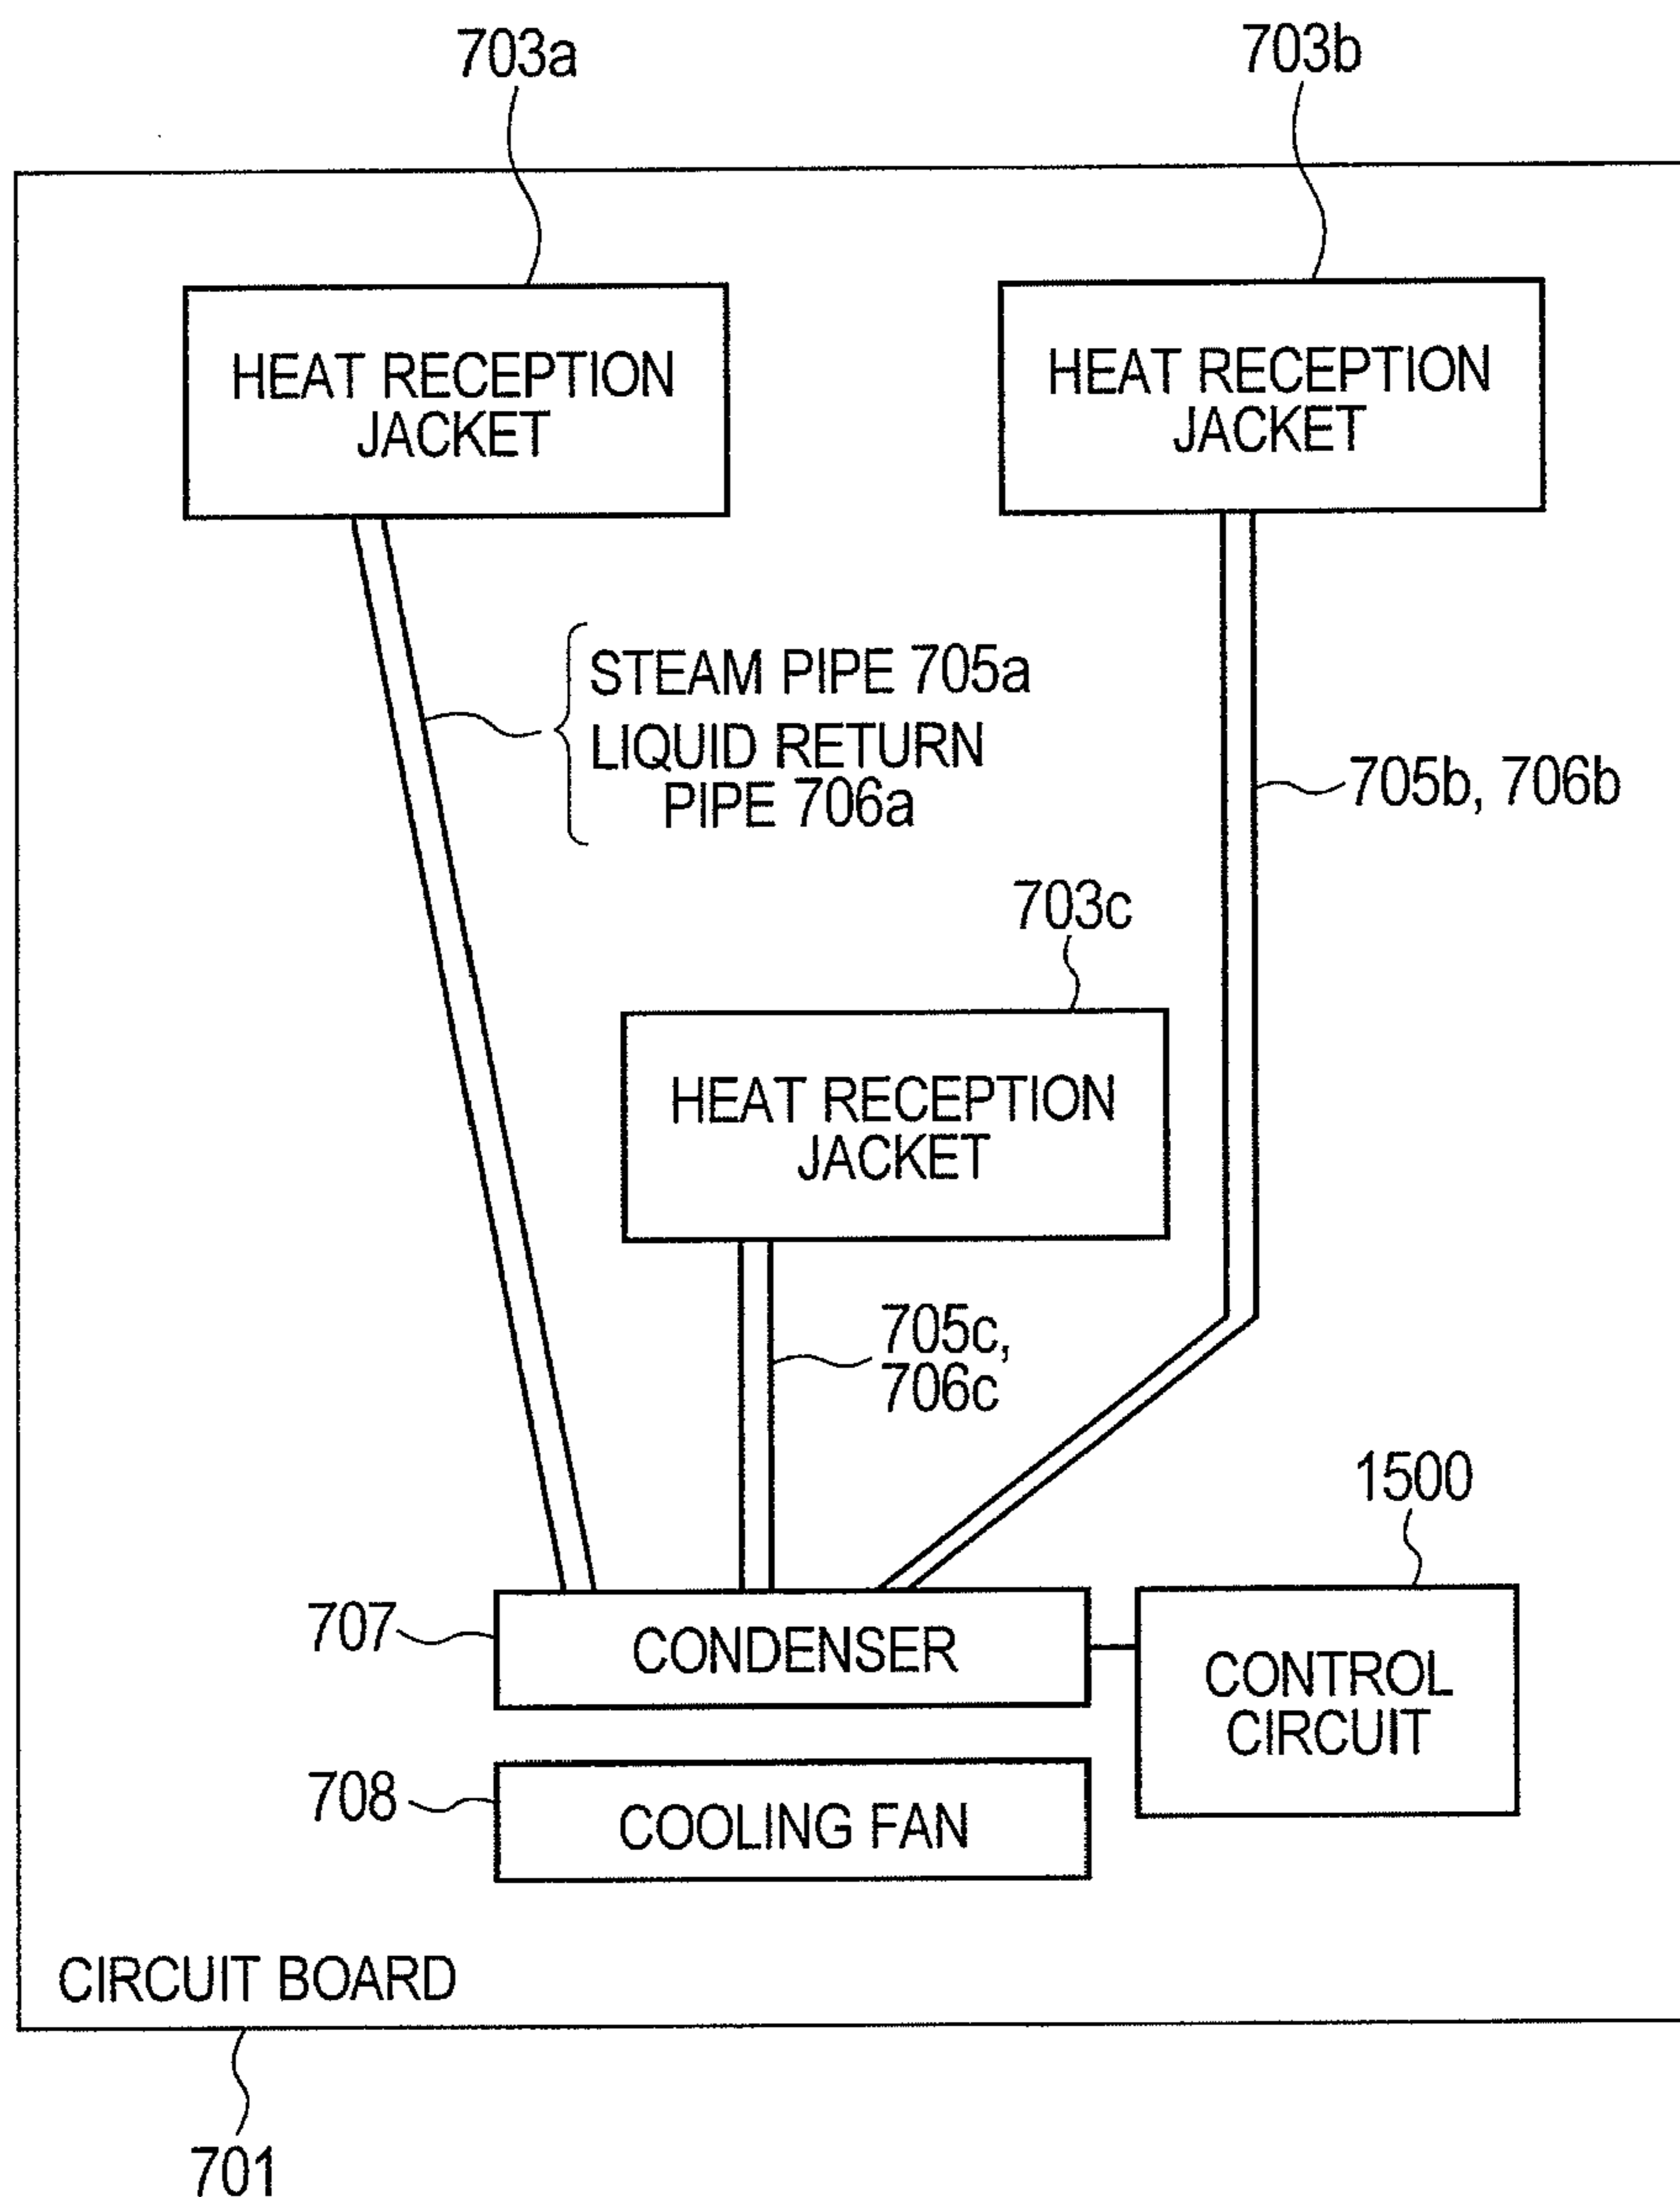 703a
703b
HEAT RECEPTION
JACKET
HEAT RECEPTION
JACKET
STEAM PIPE 705a
LIQUID RETURN
PIPE 706a
705b, 706b
703c
HEAT RECEPTION
JACKET
705c,
706c
1500
707
CONDENSER
CONTROL
CIRCUIT
708
COOLING FAN
CIRCUIT BOARD
701